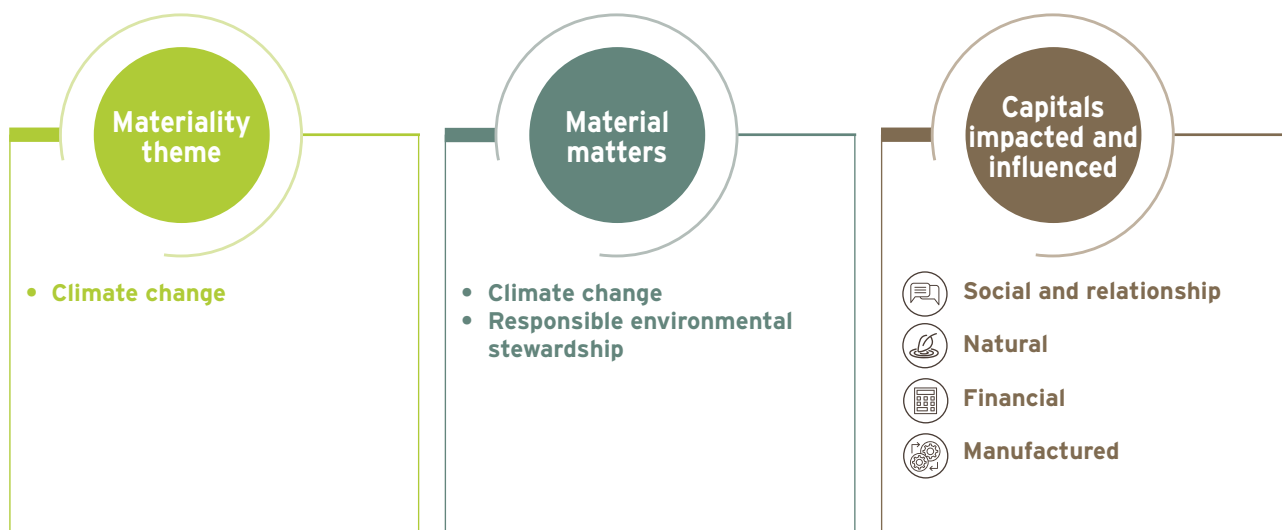 Materiality
theme
• Climate change
Material
matters
• Climate change
• Responsible environmental
stewardship
Capitals
impacted and
influenced
Social and relationship
Natural
Financial
Manufactured